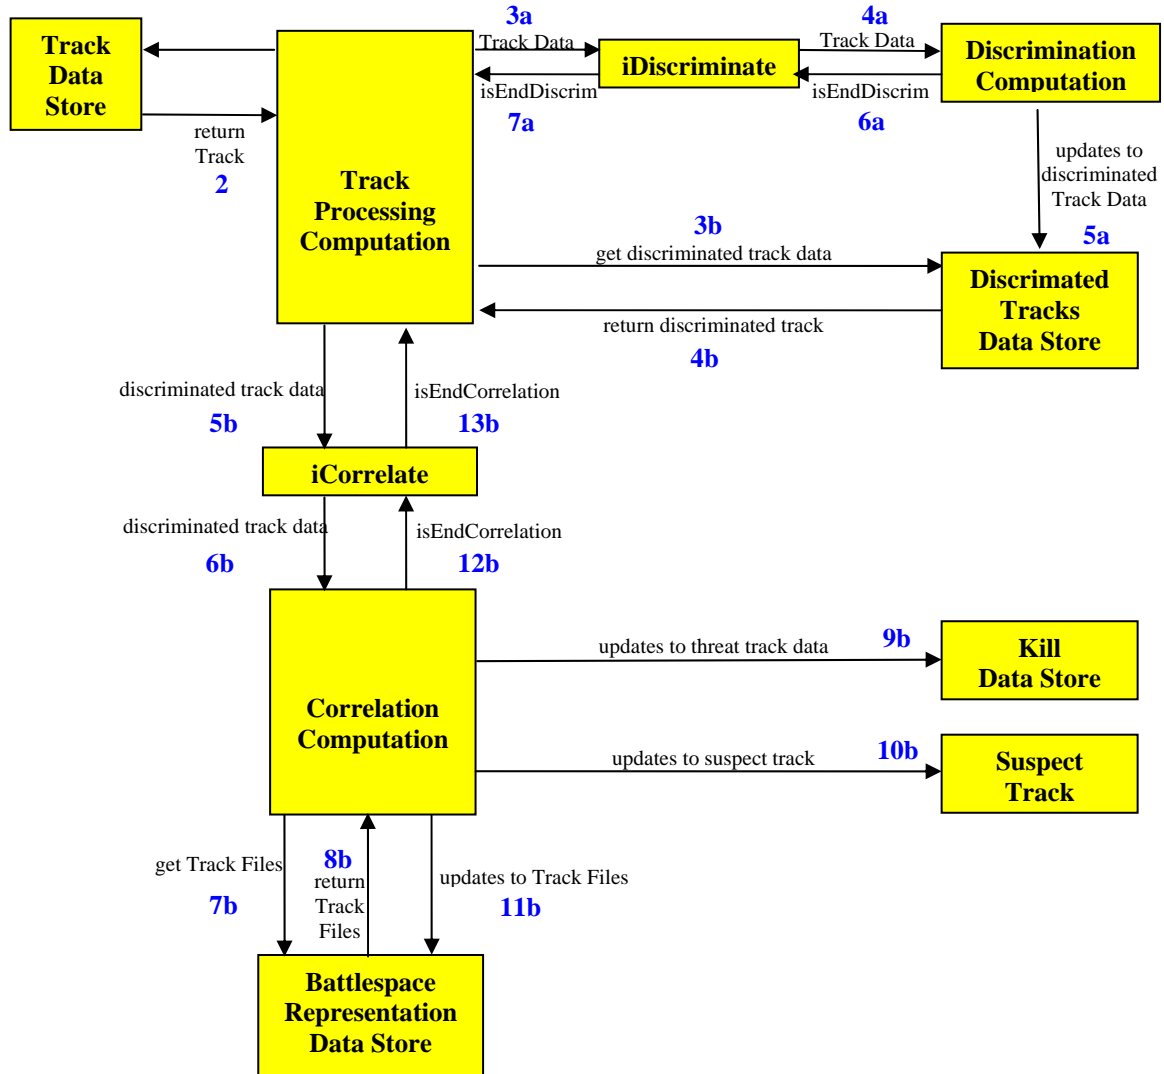 3a
4a
Track
Data
Store
Track Data
iDiscriminate
Track Data
Discrimination
Computation
isEndDiscrim
7a
isEndDiscrim
6a
return
Track
2
Track
Processing
Computation
updates to
discriminated
Track Data
5a
3b
get discriminated track data
Discrimated
Tracks
Data Store
return discriminated track
4b
discriminated track data
5b
isEndCorrelation
13b
iCorrelate
discriminated track data
6b
isEndCorrelation
12b
Correlation
Computation
updates to threat track data
9b
Kill
Data Store
updates to suspect track
10b
Suspect
Track
get Track Files
7b
8b
return
Track
Files
updates to Track Files
11b
Battlespace
Representation
Data Store